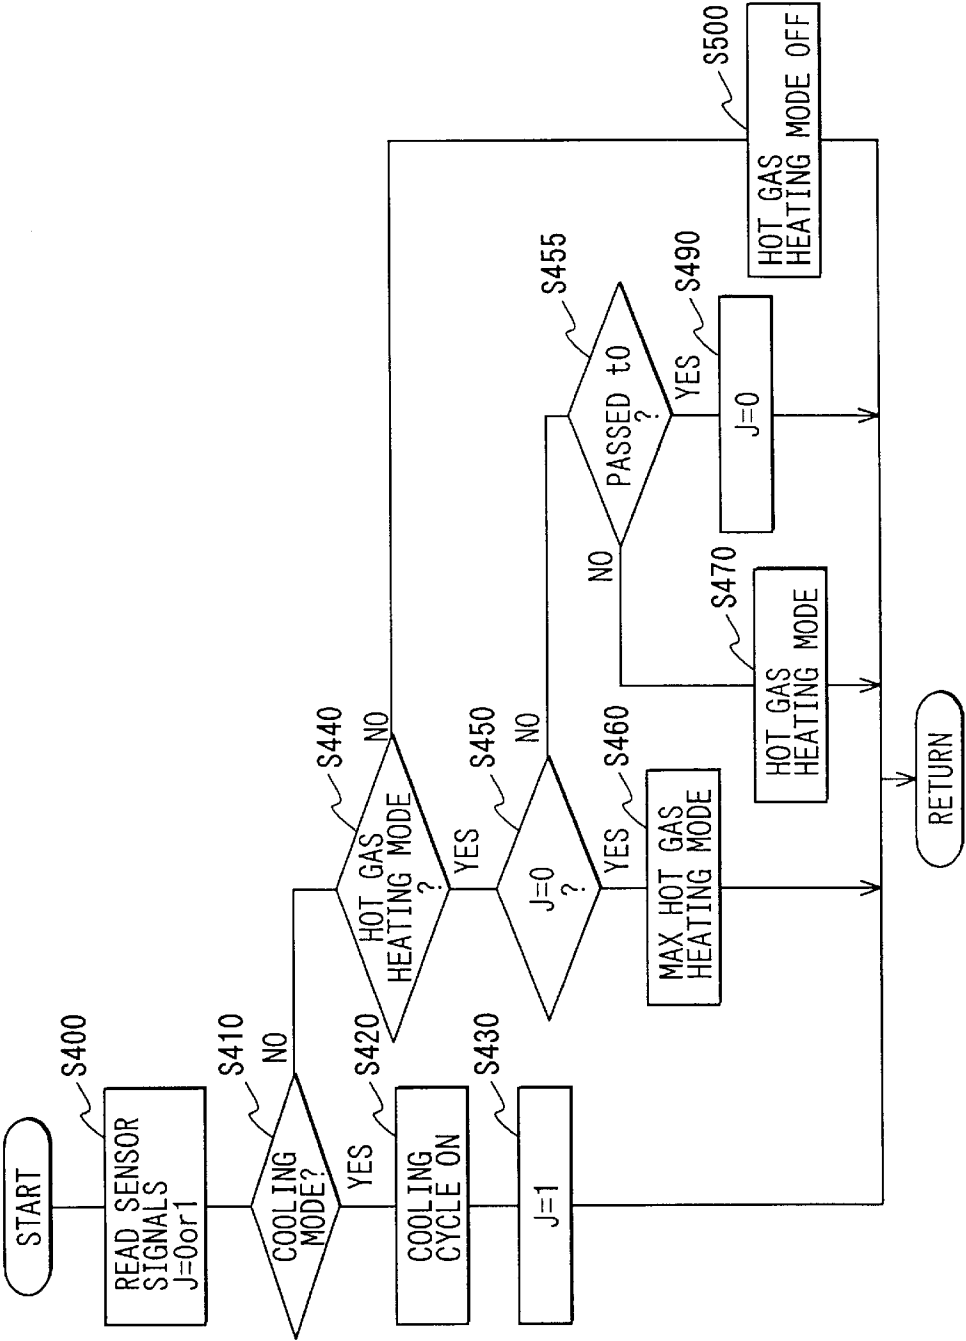 START
S400
READ SENSOR
SIGNALS
J=0or1
S410
COOLING
MODE?
NO
YES
S420
COOLING
CYCLE ON
S430
J=1
S440
HOT GAS
HEATING MODE
?
NO
YES
S450
J=0
?
NO
YES
S460
MAX HOT GAS
HEATING MODE
S455
PASSED t0
?
NO
YES
S470
HOT GAS
HEATING MODE
S490
J=0
S500
HOT GAS
HEATING MODE OFF
RETURN